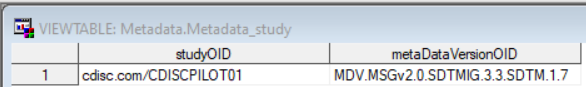 VIEWTABLE: Metadata.Metadata_study
studyOID metaDataVersionOID
1 cdisc.com/CDISCPILOT01 MDV.MSGv2.0.SDTMIG.3.3.SDTM.1.7